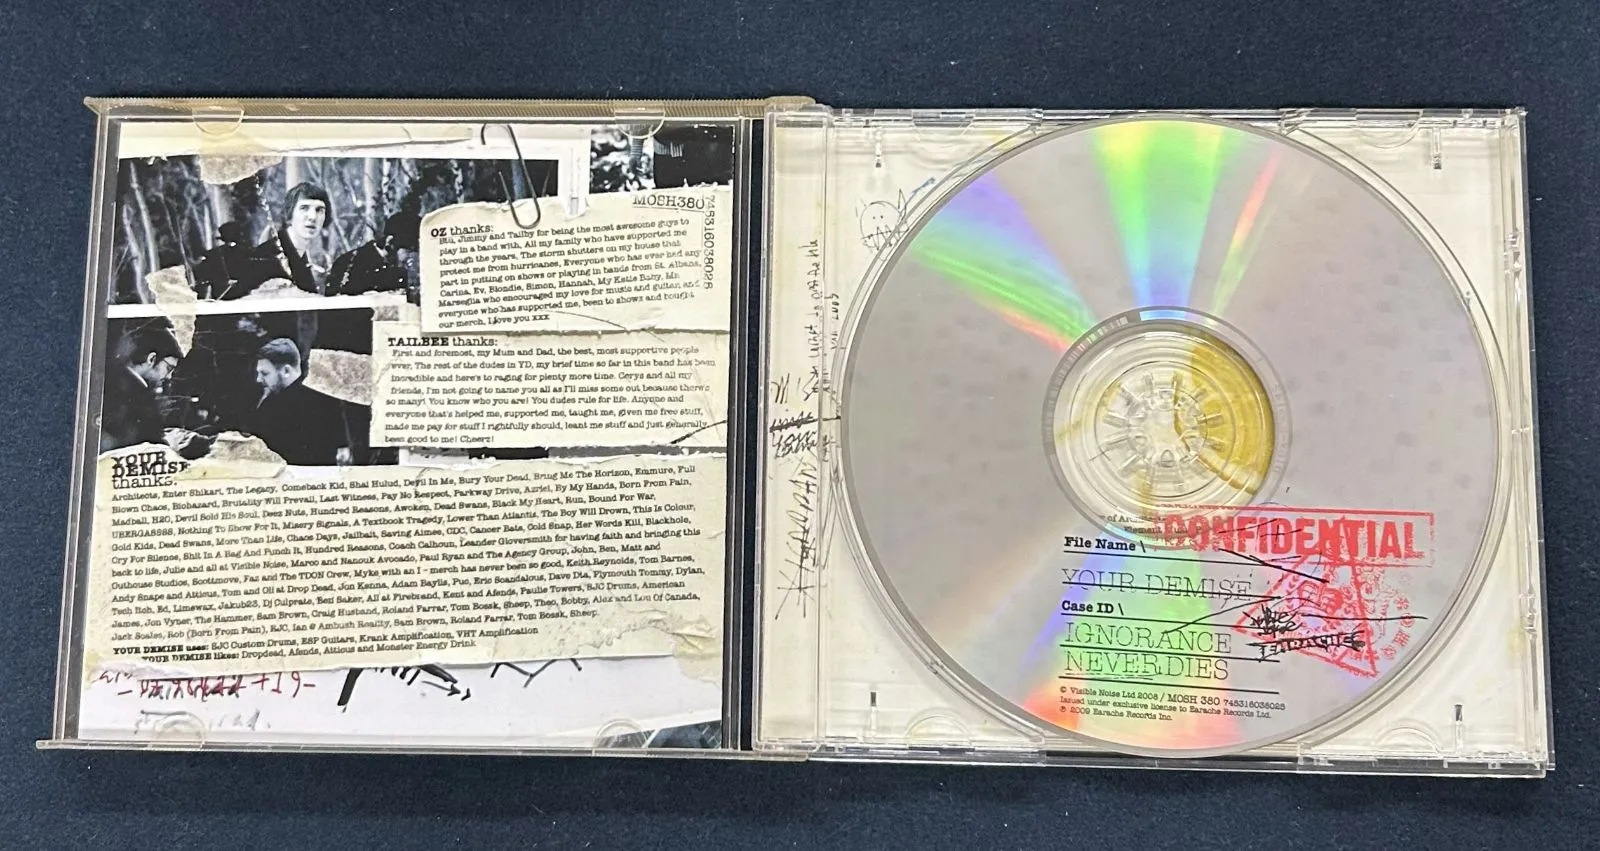 MOSH380
745316038028
OZ thanks:
Stu, Jimmy and Tailby for being the most awesome guys to
play in a band with, All my family who have supported me
through the years, The storm shutters on my house that
protect me from hurricanes, Everyone who has ever had any
part in putting on shows or playing in bands from St. Albans,
Carina, Ev, Blondie, Simon, Hannah, My Katie Baby, Mr.
Marseglia who encouraged my love for music and guitar, and
everyone who has supported me, been to shows and bought
our merch, I love you xxx
TAILBEE thanks:
First and foremost, my Mum and Dad, the best, most supportive people
ever, The rest of the dudes in YD, my brief time so far in this band has been
incredible and here's to raging for plenty more time. Cerys and all my
friends, I'm not going to name you all as I'll miss some out because there's
so many! You know who you are! You dudes rule for life. Anyone and
everyone that's helped me, supported me, taught me, given me free stuff,
made me pay for stuff I rightfully should, leant me stuff and just generally
been good to me! Cheers!
YOUR
DEMISE
thanks:
Architects, Enter Shikari, The Legacy, Comeback Kid, Shai Hulud, Devil In Me, Bury Your Dead, Bring Me The Horizon, Emmure, Full
Blown Chaos, Biohazard, Brutality Will Prevail, Last Witness, Pay No Respect, Parkway Drive, Azriel, By My Hands, Born From Pain,
Madball, H2O, Devil Sold His Soul, Deez Nuts, Hundred Reasons, Awoken, Dead Swans, Black My Heart, Run, Bound For War,
UBERGA8888, Nothing To Show For It, Misery Signals, A Textbook Tragedy, Lower Than Atlantis, The Boy Will Drown, This Is Colour,
Gold Kids, Dead Swans, More Than Life, Chaos Days, Jailbait, Saving Aimee, CDC, Cancer Bats, Cold Snap, Her Words Kill, Blackhole,
Cry For Silence, Shit In A Bag And Punch It, Hundred Reasons, Coach Calhoun, Leander Gloversmith for having faith and bringing this
back to life, Julie and all at Visible Noise, Marco and Nanouk Avocado, Paul Ryan and The Agency Group, John, Ben, Matt and
Outhouse Studios, Scottmove, Faz and The TDON Crew, Myke with an I - merch has never been so good, Keith Reynolds, Tom Barnes,
Andy Snape and Atticus, Tom and Oli at Drop Dead, Jon Kenna, Adam Baylis, Puc, Eric Scandalous, Dave Dia, Plymouth Tommy, Dylan,
Tech Itch, Ed, Limewax, Jakub23, Dj Culprate, Ben Baker, All at Firebrand, Kent and Afends, Paulie Towers, BJC Drums, American
James, Jon Vyner, The Hammer, Sam Brown, Craig Husband, Roland Farrar, Tom Bossk, Sheep, Theo, Bobby, Alex and Lou Of Canada,
Jack Scales, Rob (Born From Pain), RJC, Ian @ Ambush Reality, Sam Brown, Roland Farrar, Tom Bossk, Sheep.
YOUR DEMISE uses: BJC Custom Drums, ESP Guitars, Krank Amplification, VHT Amplification
YOUR DEMISE likes: Dropdead, Afends, Atticus and Monster Energy Drink
CONFIDENTIAL
File Name \
YOUR DEMISE
Case ID \
IGNORANCE
NEVER DIES
© Visible Noise Ltd 2008 / MOSH 380 745316038028
Issued under exclusive license to Earache Records Ltd.
℗ 2009 Earache Records Inc.